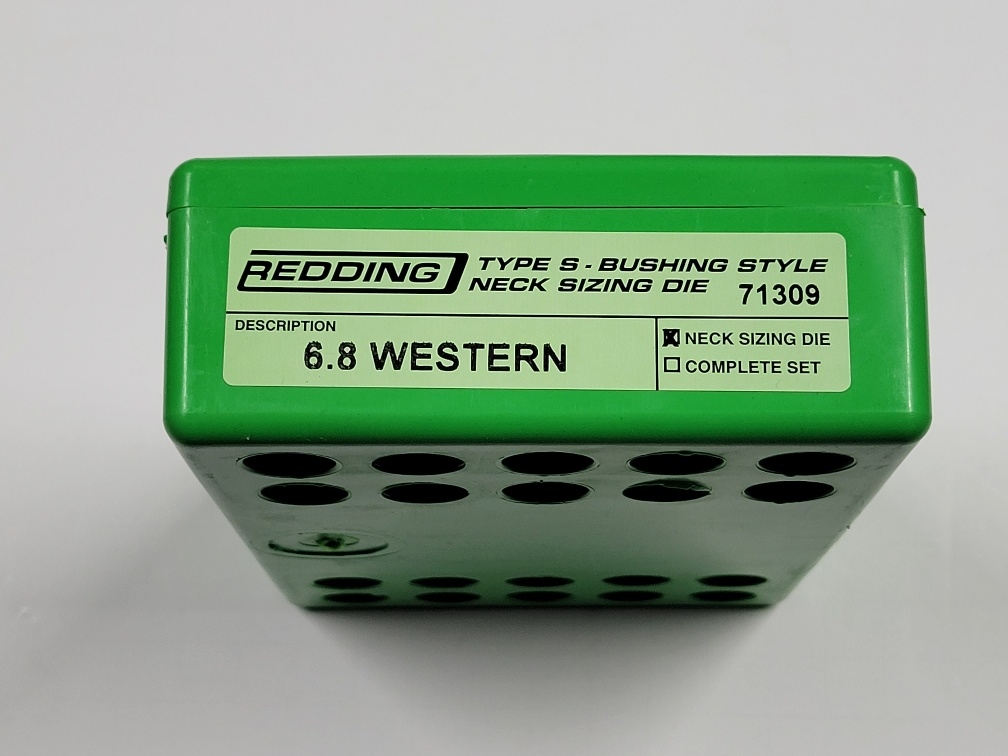 REDDING TYPE S - BUSHING STYLE
NECK SIZING DIE 71309
DESCRIPTION
6.8 WESTERN
NECK SIZING DIE
COMPLETE SET